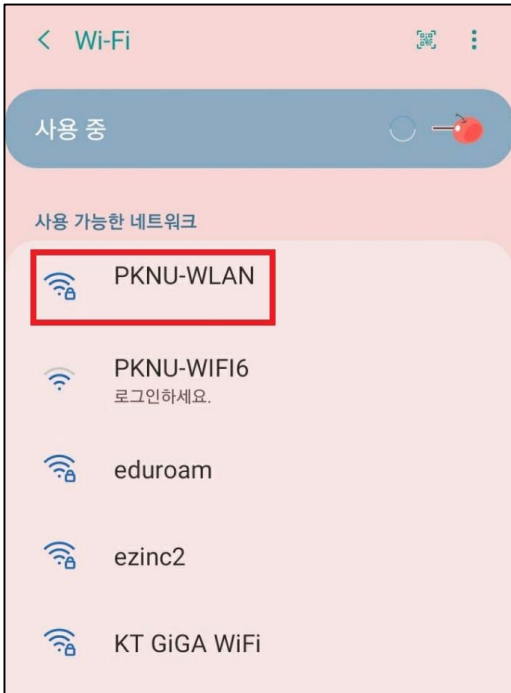 Wi-Fi
사용 중
사용 가능한 네트워크
PKNU-WLAN
PKNU-WIFI6
로그인하세요.
eduroam
ezinc2
KT GiGA WiFi